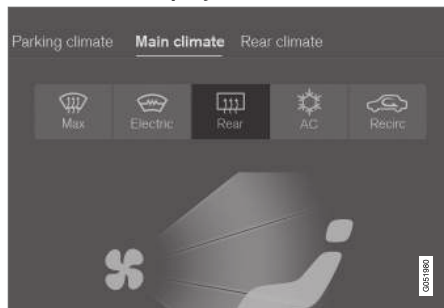 Parking climate Main climate Rear climate
Max Electric Rear AC Recirc
G051980